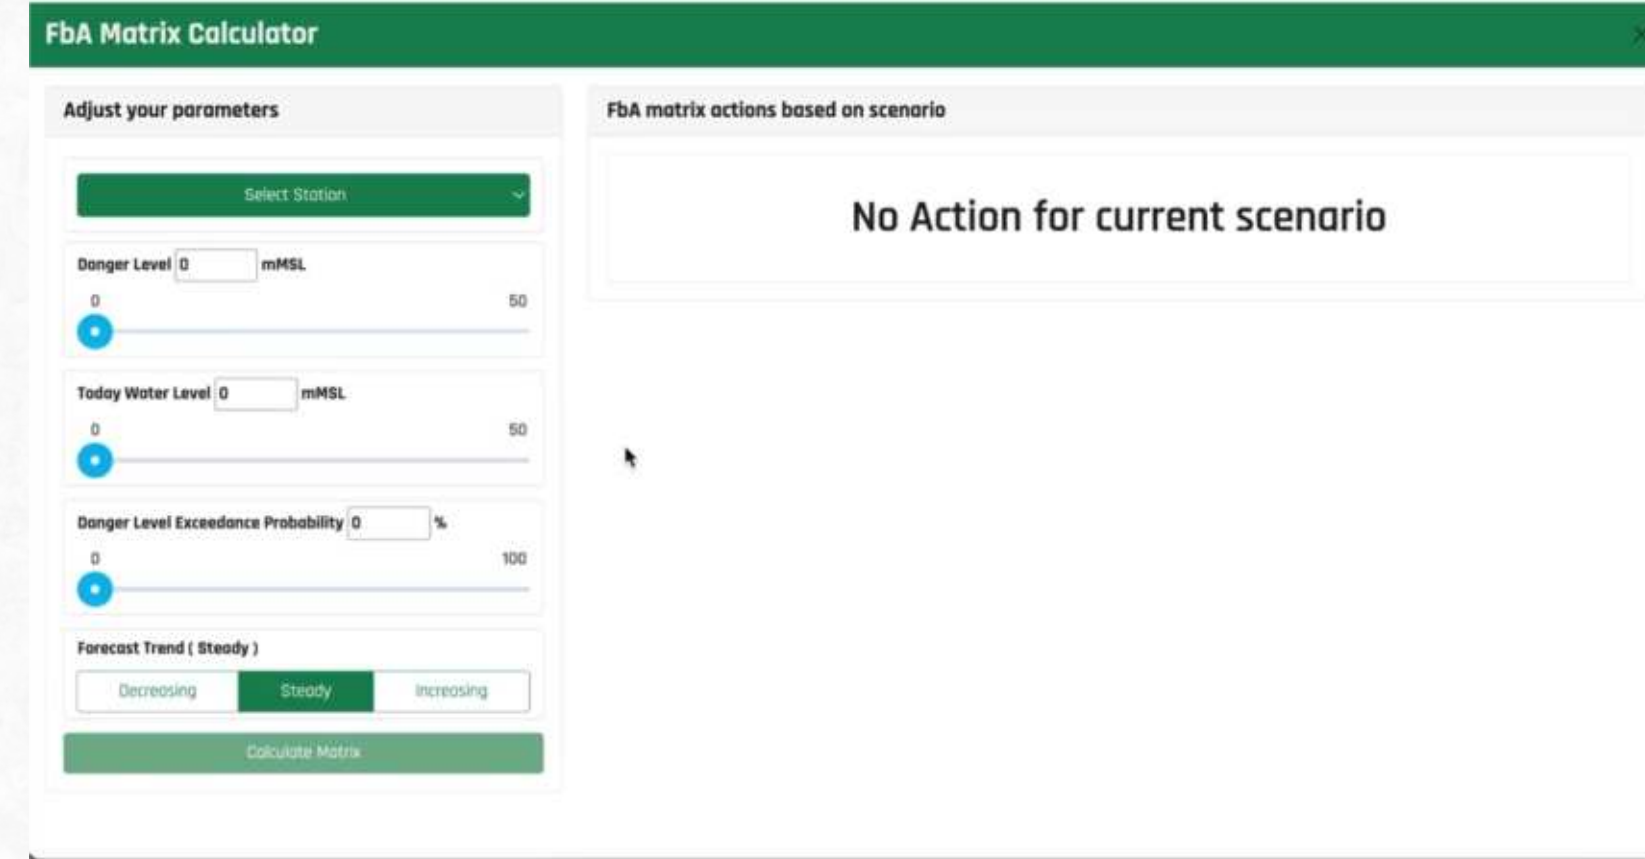 FbA Matrix Calculator
Adjust your parameters
Select Station
Danger Level 0 mMSL
0 50
Today Water Level 0 mMSL
0 50
Danger Level Exceedance Probability 0 %
0 100
Forecast Trend ( Steady )
Decreasing Steady Increasing
Calculate Matrix
FbA matrix actions based on scenario
No Action for current scenario